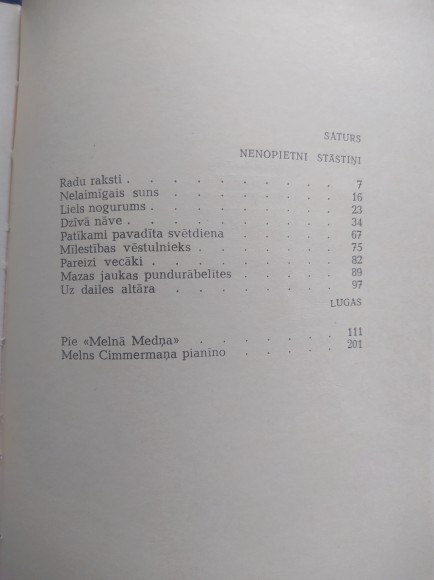 SATURS
NENOPIETNI STĀSTIŅI
Radu raksti . . . . . . . . . . 7
Nelaimīgais suns . . . . . . . . 16
Liels nogurums . . . . . . . . . 23
Dzīvā nāve . . . . . . . . . . . 34
Patīkami pavadīta svētdiena . . . . 67
Mīlestības vēstulnieks . . . . . . 75
Pareizi vecāki . . . . . . . . . 82
Mazas jaukas pundurābelītes . . . . 89
Uz dailes altāra . . . . . . . . 97
LUGAS
Pie «Melnā Medņa» . . . . . . . 111
Melns Cimmermaņa pianīno . . . . . 201